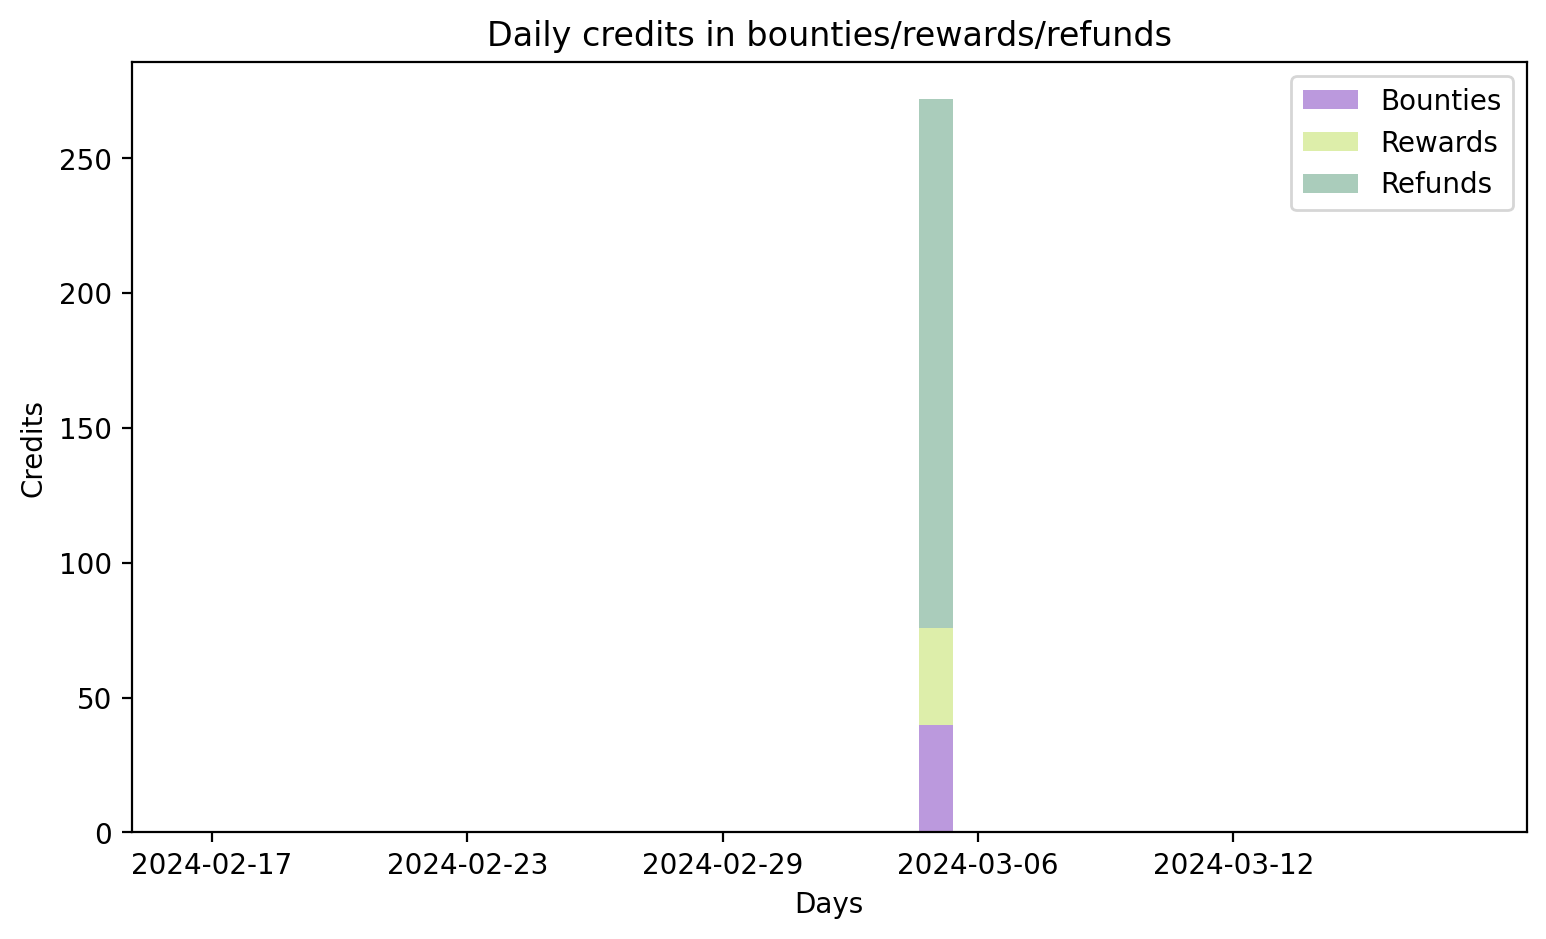 Daily credits in bounties/rewards/refunds
Bounties
Rewards
Refunds
250
200
150
100
50
0
Credits
2024-02-17 2024-02-23 2024-02-29 2024-03-06 2024-03-12
Days